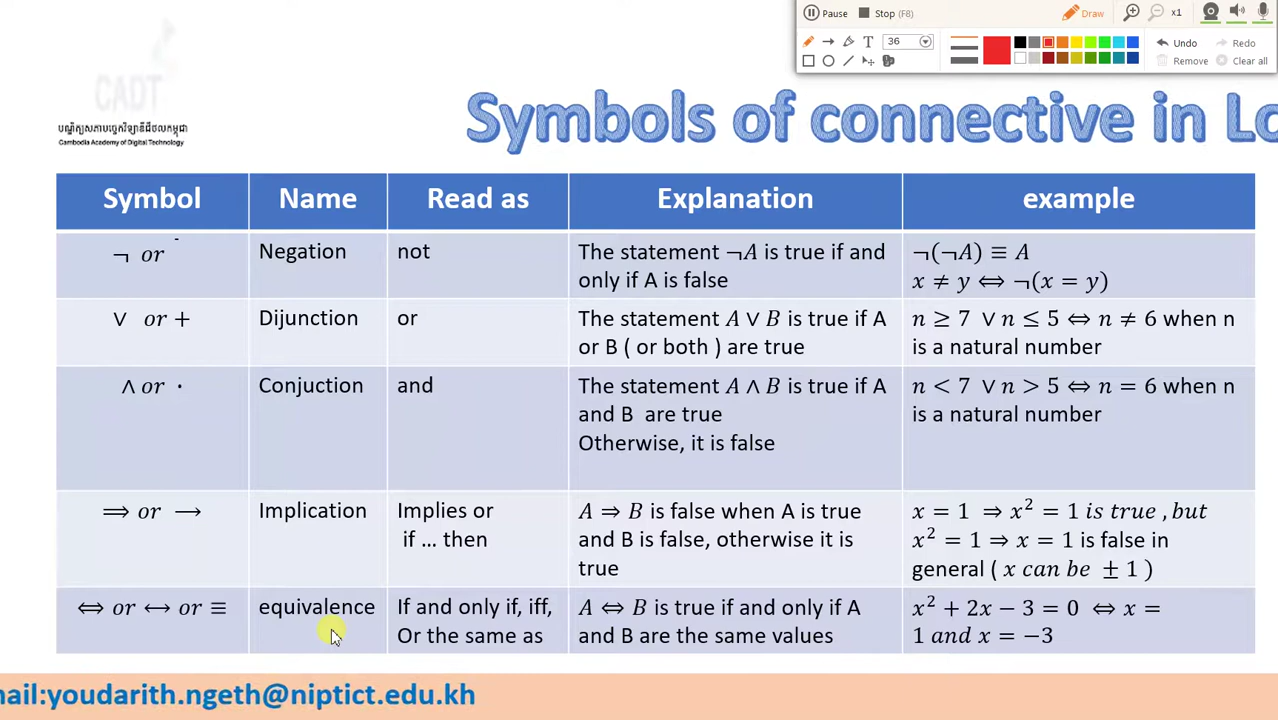 Pause Stop (F8) Draw x1
T 36 Undo Redo
Remove Clear all
CADT
បណ្ឌិត្យសភាបច្ចេកវិទ្យាឌីជីថលកម្ពុជា
Cambodia Academy of Digital Technology
Symbols of connective in Lo
Symbol Name Read as Explanation example
¬ or ‾ Negation not The statement ¬A is true if and only if A is false ¬(¬A) ≡ A
x ≠ y ⟺ ¬(x = y)
∨ or + Dijunction or The statement A ∨ B is true if A or B ( or both ) are true n ≥ 7 ∨ n ≤ 5 ⇔ n ≠ 6 when n is a natural number
∧ or · Conjuction and The statement A ∧ B is true if A and B are true
Otherwise, it is false n < 7 ∨ n > 5 ⇔ n = 6 when n is a natural number
⟹ or ⟶ Implication Implies or
if ... then A ⇒ B is false when A is true and B is false, otherwise it is true x = 1 ⇒ x² = 1 is true , but
x² = 1 ⇒ x = 1 is false in general ( x can be ± 1 )
⇔ or ↔ or ≡ equivalence If and only if, iff,
Or the same as A ⇔ B is true if and only if A and B are the same values x² + 2x − 3 = 0 ⇔ x =
1 and x = −3
nail:youdarith.ngeth@niptict.edu.kh